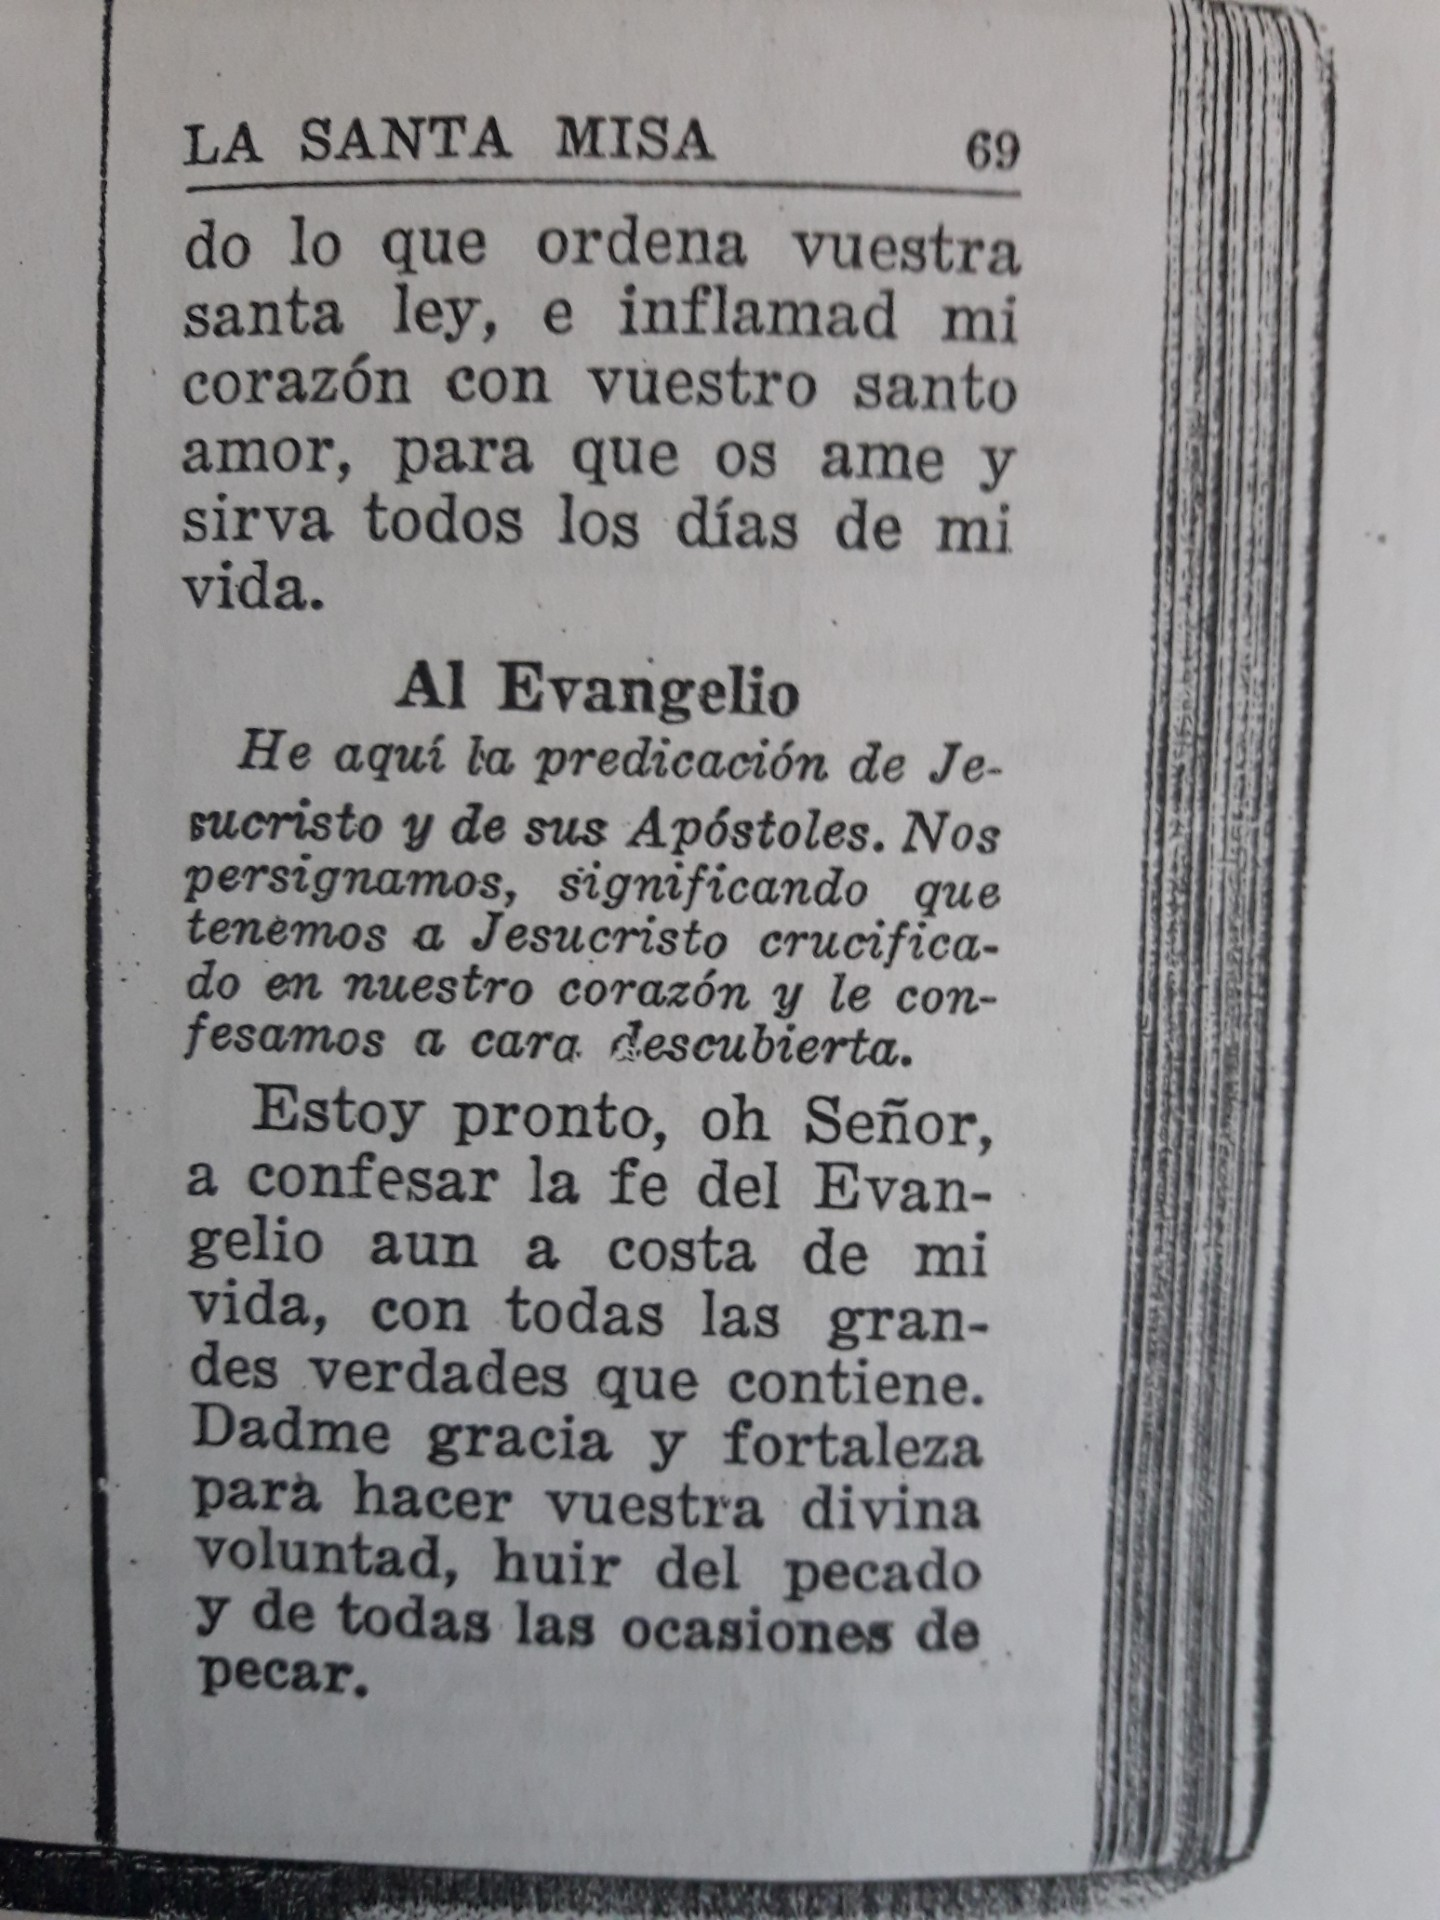 LA SANTA MISA 69
do lo que ordena vuestra
santa ley, e inflamad mi
corazón con vuestro santo
amor, para que os ame y
sirva todos los días de mi
vida.
Al Evangelio
He aquí la predicación de Je-
sucristo y de sus Apóstoles. Nos
persignamos, significando que
tenemos a Jesucristo crucifica-
do en nuestro corazón y le con-
fesamos a cara descubierta.
Estoy pronto, oh Señor,
a confesar la fe del Evan-
gelio aun a costa de mi
vida, con todas las gran-
des verdades que contiene.
Dadme gracia y fortaleza
para hacer vuestra divina
voluntad, huir del pecado
y de todas las ocasiones de
pecar.